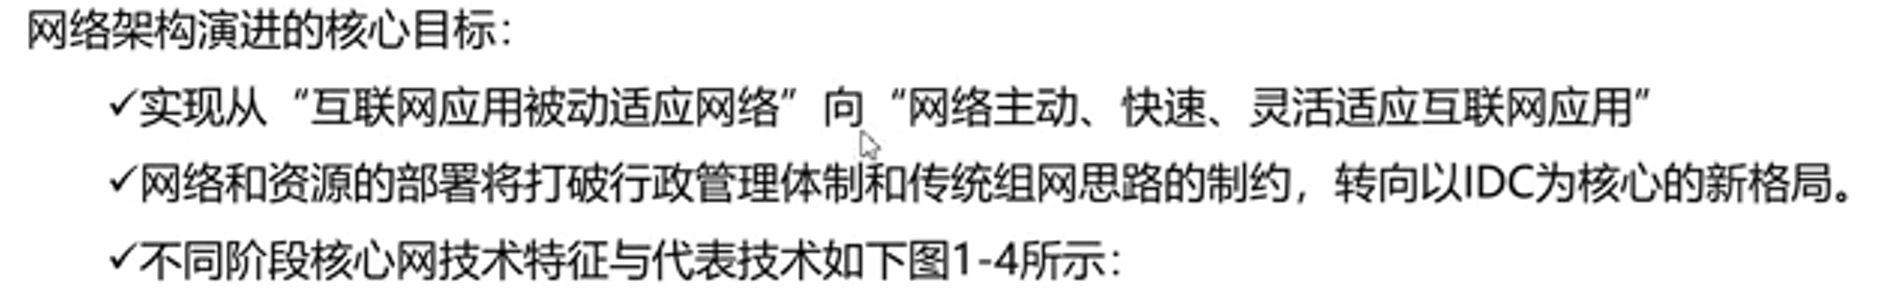 网络架构演进的核心目标：
✓实现从“互联网应用被动适应网络”向“网络主动、快速、灵活适应互联网应用”
✓网络和资源的部署将打破行政管理体制和传统组网思路的制约，转向以IDC为核心的新格局。
✓不同阶段核心网技术特征与代表技术如下图1-4所示：